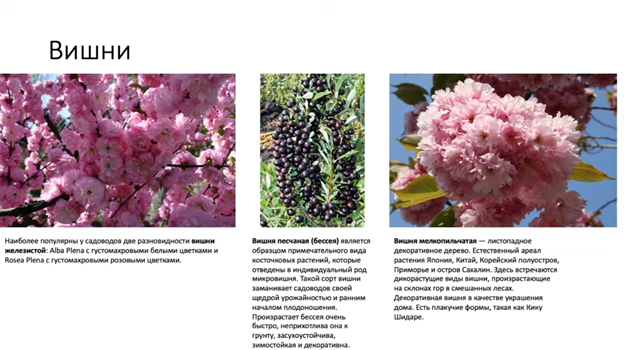 Вишни
Наиболее популярны у садоводов две разновидности вишни
железистой: Alba Plena с густомахровыми белыми цветками и
Rosea Plena с густомахровыми розовыми цветками.
Вишня песчаная (бессея) является
образцом примечательного вида
косточковых растений, которые
отведены в индивидуальный род
микровишня. Такой сорт вишни
заманивает садоводов своей
щедрой урожайностью и ранним
началом плодоношения.
Произрастает бессея очень
быстро, неприхотлива она к
грунту, засухоустойчива,
зимостойкая и декоративна.
Вишня мелкопильчатая — листопадное
декоративное дерево. Естественный ареал
растения Япония, Китай, Корейский полуостров,
Приморье и остров Сахалин. Здесь встречаются
дикорастущие виды вишни, произрастающие
на склонах гор в смешанных лесах.
Декоративная вишня в качестве украшения
дома. Есть плакучие формы, такая как Кику
Шидаре.